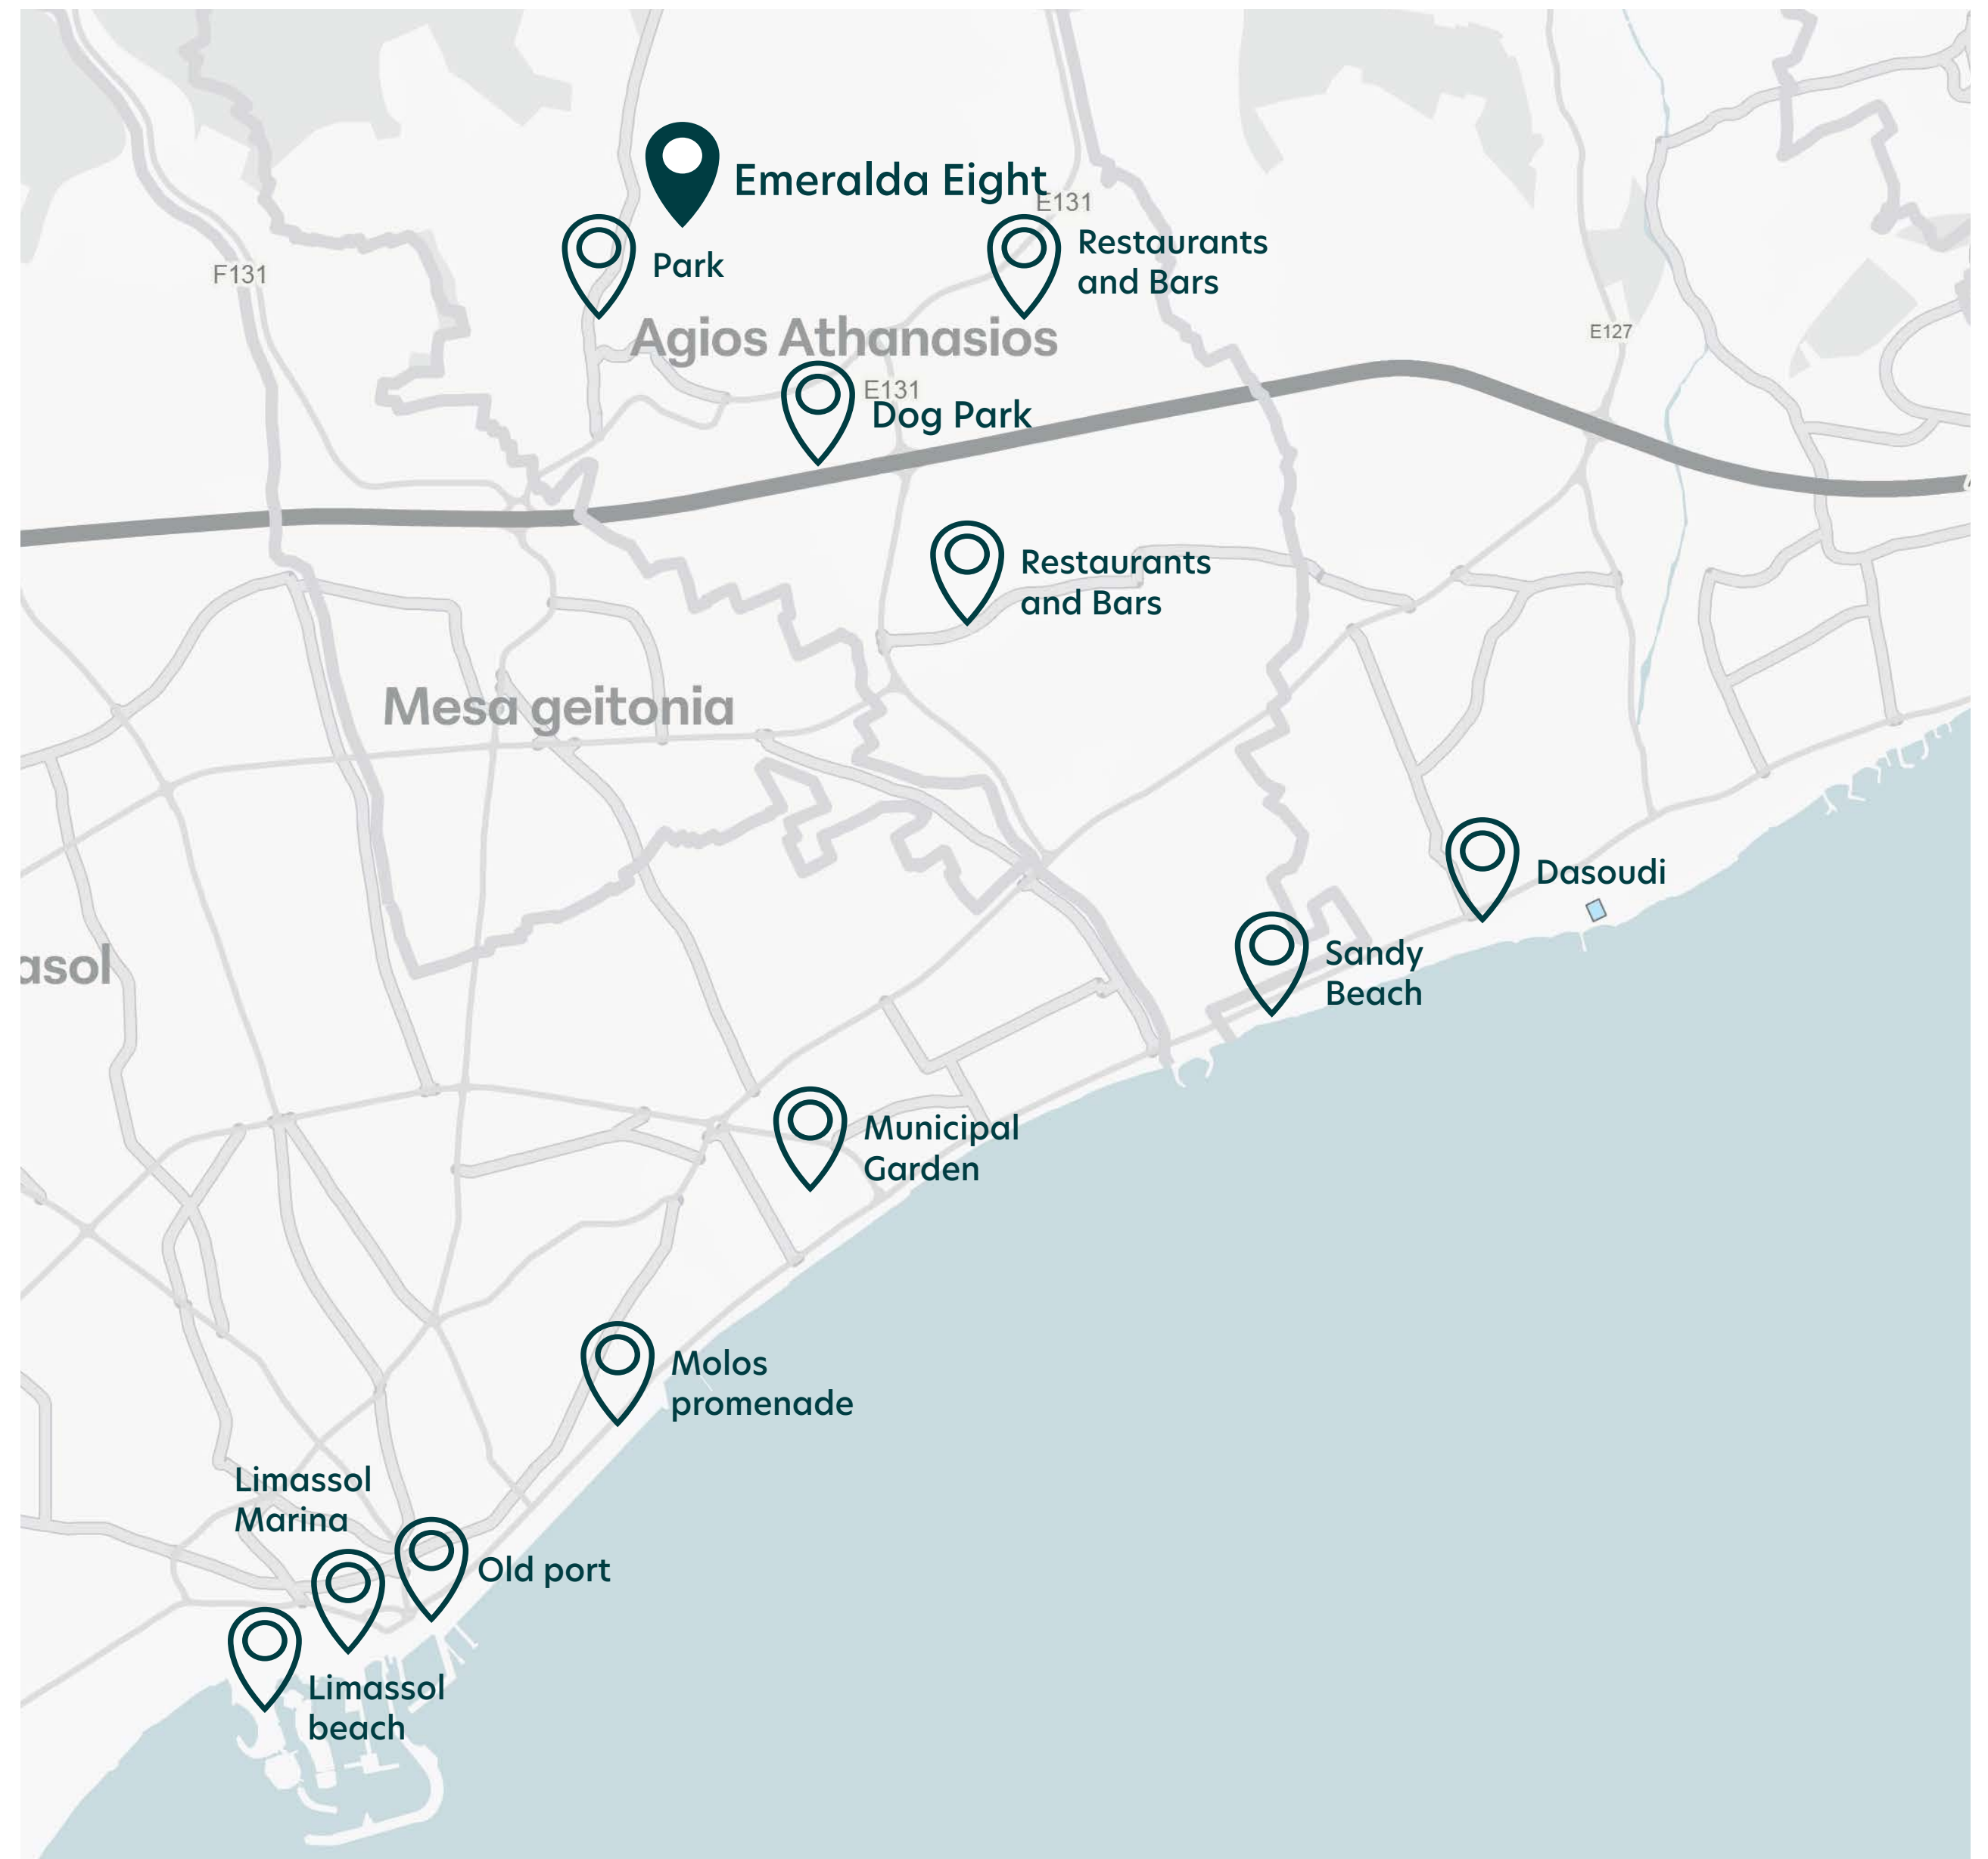 Emeralda Eight
E131
Restaurants
and Bars
Park
F131
E127
Agios Athanasios
E131
Dog Park
Restaurants
and Bars
Mesa geitonia
Dasoudi
Sandy
Beach
asol
Municipal
Garden
Molos
promenade
Limassol
Marina
Old port
Limassol
beach